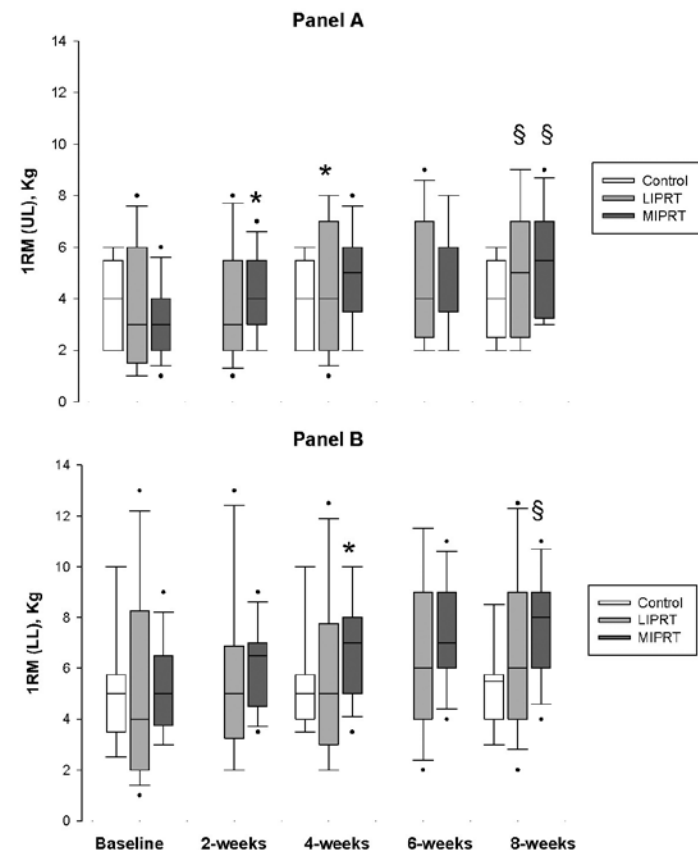 Panel A
1RM (UL), Kg
14
12
10
8
6
4
2
0
*
*
§ §
Control
LIPRT
MIPRT
Panel B
1RM (LL), Kg
14
12
10
8
6
4
2
0
*
§
Control
LIPRT
MIPRT
Baseline 2-weeks 4-weeks 6-weeks 8-weeks